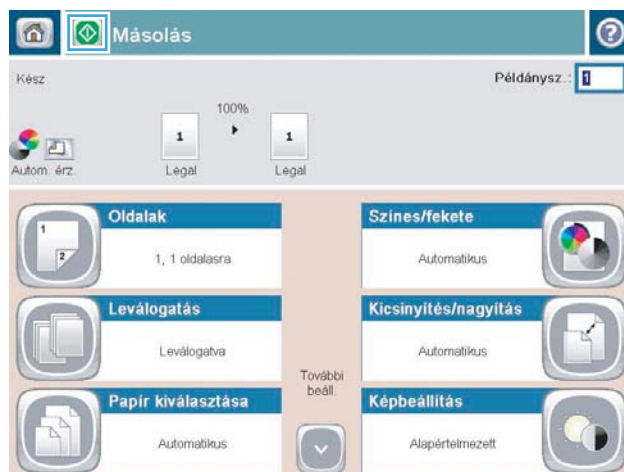 Másolás
?
Kész
Példánysz.: 1
100%
1
1
Autom. érz.
Legal
Legal
Oldalak
1
2
1, 1 oldalasra
Színes/fekete
Automatikus
Leválogatás
Leválogatva
Kicsinyítés/nagyítás
Automatikus
További
beáll.
Papír kiválasztása
Automatikus
Képbeállítás
Alapértelmezett